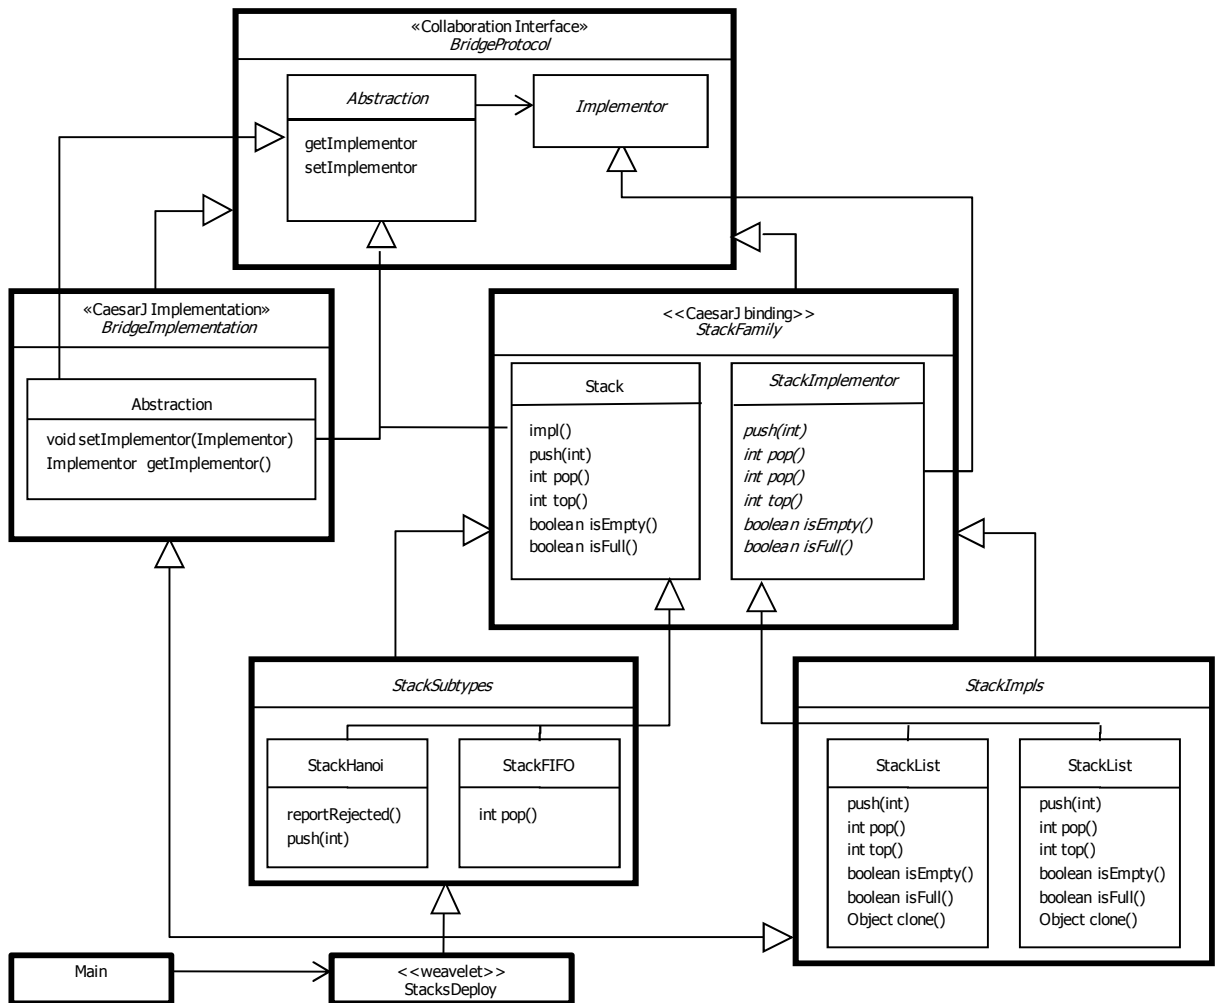 «Collaboration Interface»
BridgeProtocol
Abstraction
getImplementor
setImplementor
Implementor
«CaesarJ Implementation»
BridgeImplementation
Abstraction
void setImplementor(Implementor)
Implementor getImplementor()
<<CaesarJ binding>>
StackFamily
Stack
impl()
push(int)
int pop()
int top()
boolean isEmpty()
boolean isFull()
StackImplementor
push(int)
int pop()
int pop()
int top()
boolean isEmpty()
boolean isFull()
StackSubtypes
StackHanoi
reportRejected()
push(int)
StackFIFO
int pop()
StackImpls
StackList
push(int)
int pop()
int top()
boolean isEmpty()
boolean isFull()
Object clone()
StackList
push(int)
int pop()
int top()
boolean isEmpty()
boolean isFull()
Object clone()
Main
<<weavelet>>
StacksDeploy